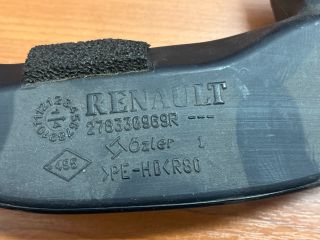 RENAULT
278330969R ---
Özler 1
>PE-HD<R80